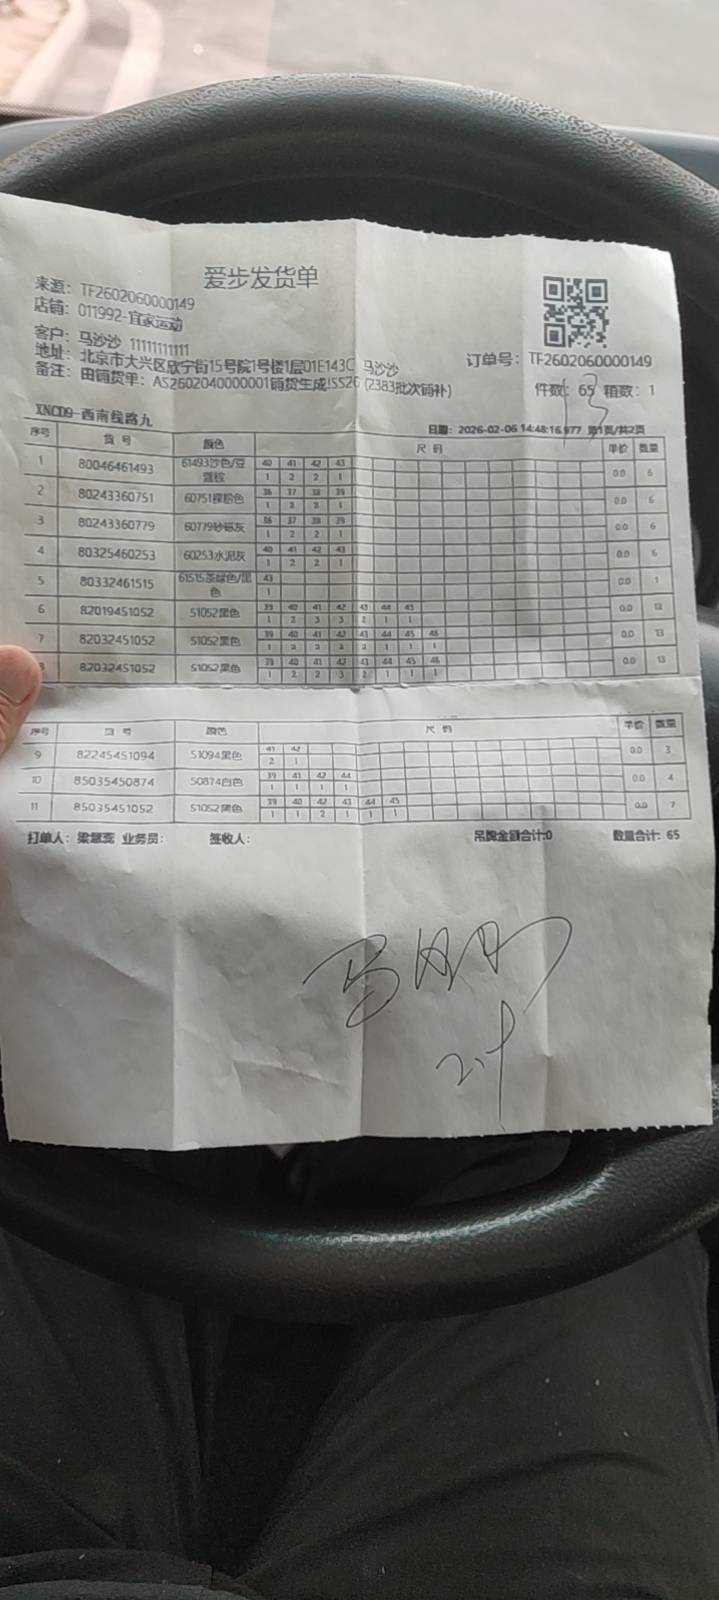 爱步发货单
来源: TF2602060000149
店铺: 011992-宜家运动
客户: 马沙沙 11111111111
地址: 北京市大兴区欣宁街15号院1号楼1层01E143C 马沙沙
订单号: TF2602060000149
备注: 由销货单: AS2602040000001销货生成!SS26 (2383批次销补)
件数: 65 箱数: 1
13
XNCD9-西南线路九
日期: 2026-02-06 14:48:16.977 第1页/共2页
序号 货 号 颜色 尺 码 单价 数量
40 41 42 43
1 80046461493 61493沙色/豆蔻棕 1 2 2 1 0.0 6
36 37 38 39
2 80243360751 60751裸粉色 1 2 2 1 0.0 6
36 37 38 39
3 80243360779 60779砂砾灰 1 2 2 1 0.0 6
40 41 42 43
4 80325460253 60253水泥灰 1 2 2 1 0.0 6
43
5 80332461515 61515茶绿色/黑色 1 0.0 1
39 40 41 42 43 44 45
6 82019451052 51052黑色 1 2 3 3 2 1 1 0.0
39 40 41 42 43 44 45 46
7 82032451052 51052黑色 1 2 2 1 1 1 0.0 13
39 40 41 42 43 44 45 46
8 82032451052 51052黑色 1 2 2 3 2 1 1 1 0.0 13
序号 货 号 颜色 尺 码 单价 数量
41 42
9 82245451094 51094黑色 2 1 0.0 3
39 41 42 44
10 85035450874 50874白色 1 1 1 1 0.0 4
39 40 42 43 44 45
11 85035451052 51052黑色 1 1 2 1 1 1 0.0 7
打单人: 梁慧蕊 业务员: 签收人: 吊牌金额合计:0 数量合计: 65